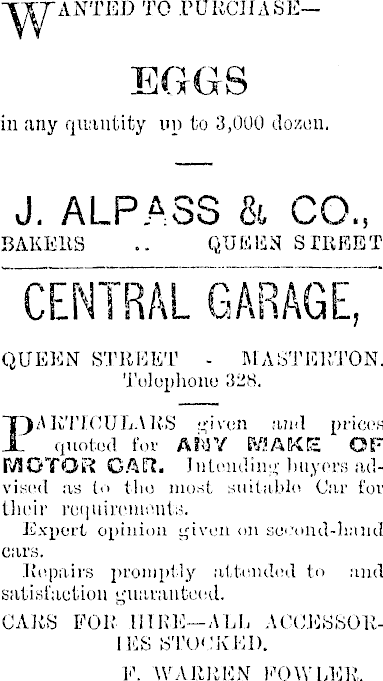 WANTED TO PURCHASE—
EGGS
in any quantity up to 3,000 dozen.
J. ALPASS & CO.,
BAKERS .. QUEEN STREET
CENTRAL GARAGE,
QUEEN STREET - MASTERTON.
Telephone 328.
PARTICULARS given and prices
quoted for ANY MAKE OF
MOTOR CAR. Intending buyers ad-
vised as to the most suitable Car for
their requirements.
Expert opinion given on second-hand
cars.
Repairs promptly attended to and
satisfaction guaranteed.
CARS FOR HIRE—ALL ACCESSOR-
IES STOCKED.
F. WARREN FOWLER.